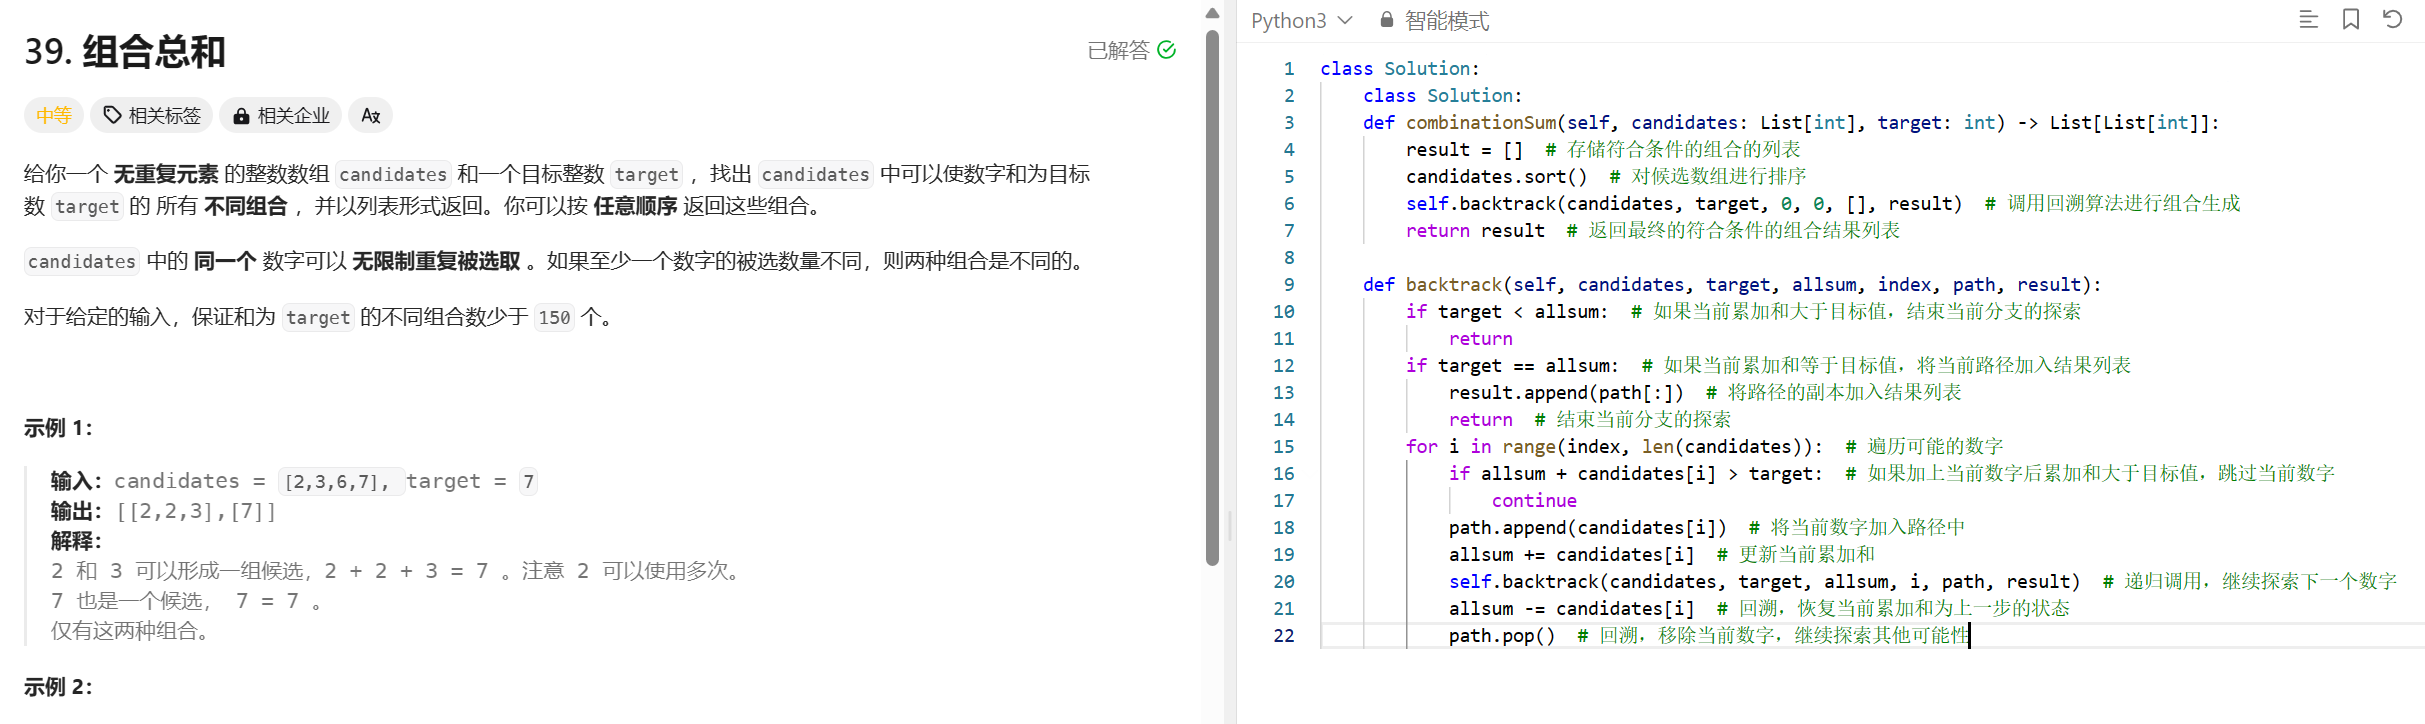 39. 组合总和
已解答
中等 相关标签 相关企业
给你一个 无重复元素 的整数数组 candidates 和一个目标整数 target ，找出 candidates 中可以使数字和为目标
数 target 的 所有 不同组合 ，并以列表形式返回。你可以按 任意顺序 返回这些组合。
candidates 中的 同一个 数字可以 无限制重复被选取 。如果至少一个数字的被选数量不同，则两种组合是不同的。
对于给定的输入，保证和为 target 的不同组合数少于 150 个。
示例 1：
输入：candidates = [2,3,6,7], target = 7
输出：[[2,2,3],[7]]
解释：
2 和 3 可以形成一组候选，2 + 2 + 3 = 7 。注意 2 可以使用多次。
7 也是一个候选， 7 = 7 。
仅有这两种组合。
示例 2：
Python3 智能模式
1 class Solution:
2     class Solution:
3     def combinationSum(self, candidates: List[int], target: int) -> List[List[int]]:
4         result = []  # 存储符合条件的组合的列表
5         candidates.sort()  # 对候选数组进行排序
6         self.backtrack(candidates, target, 0, 0, [], result)  # 调用回溯算法进行组合生成
7         return result  # 返回最终的符合条件的组合结果列表
8
9     def backtrack(self, candidates, target, allsum, index, path, result):
10         if target < allsum:  # 如果当前累加和大于目标值，结束当前分支的探索
11             return
12         if target == allsum:  # 如果当前累加和等于目标值，将当前路径加入结果列表
13             result.append(path[:])  # 将路径的副本加入结果列表
14             return  # 结束当前分支的探索
15         for i in range(index, len(candidates)):  # 遍历可能的数字
16             if allsum + candidates[i] > target:  # 如果加上当前数字后累加和大于目标值，跳过当前数字
17                 continue
18             path.append(candidates[i])  # 将当前数字加入路径中
19             allsum += candidates[i]  # 更新当前累加和
20             self.backtrack(candidates, target, allsum, i, path, result)  # 递归调用，继续探索下一个数字
21             allsum -= candidates[i]  # 回溯，恢复当前累加和为上一步的状态
22             path.pop()  # 回溯，移除当前数字，继续探索其他可能性